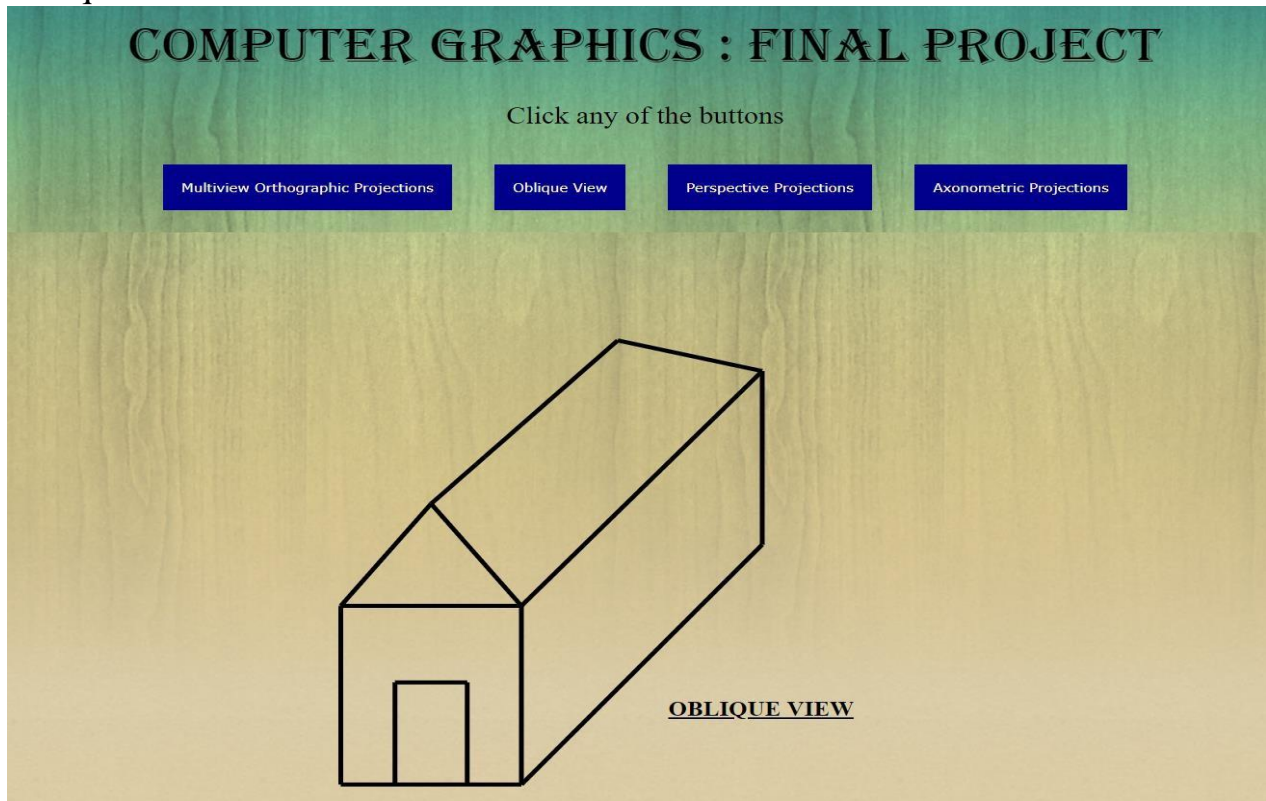 COMPUTER GRAPHICS : FINAL PROJECT
Click any of the buttons
Multiview Orthographic Projections Oblique View Perspective Projections Axonometric Projections
OBLIQUE VIEW